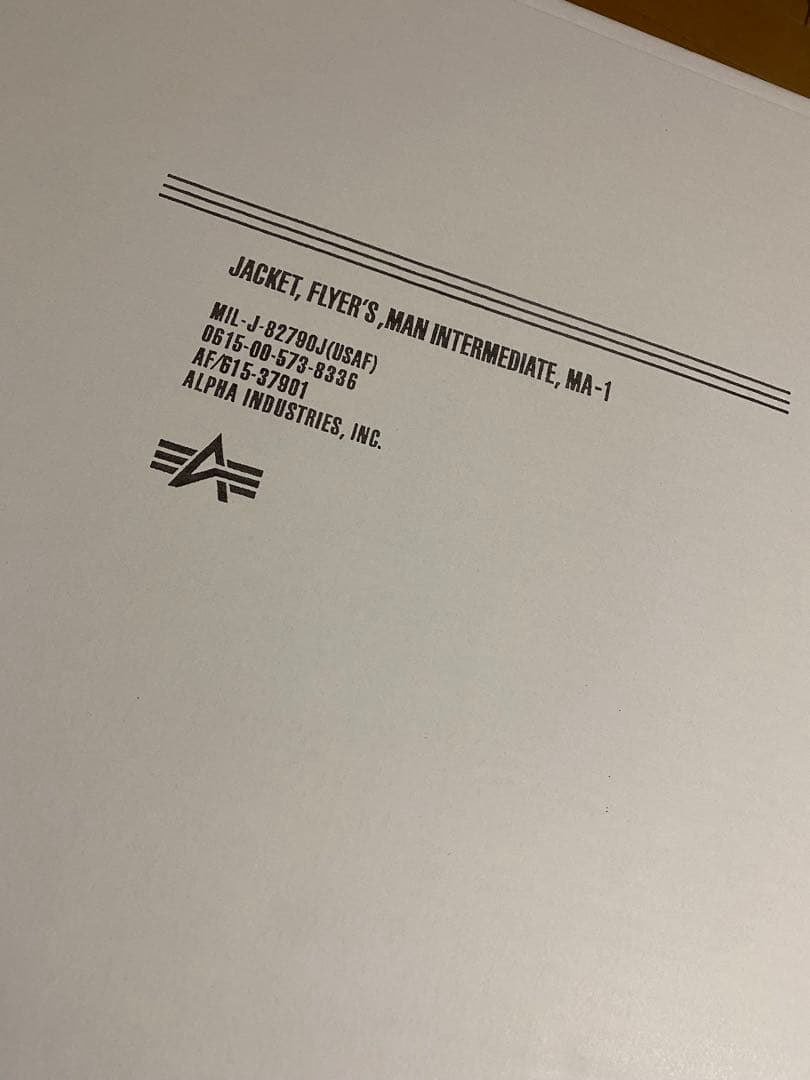 JACKET, FLYER'S ,MAN INTERMEDIATE, MA-1
MIL-J-82790J(USAF)
0615-00-573-8336
AF/615-37901
ALPHA INDUSTRIES, INC.